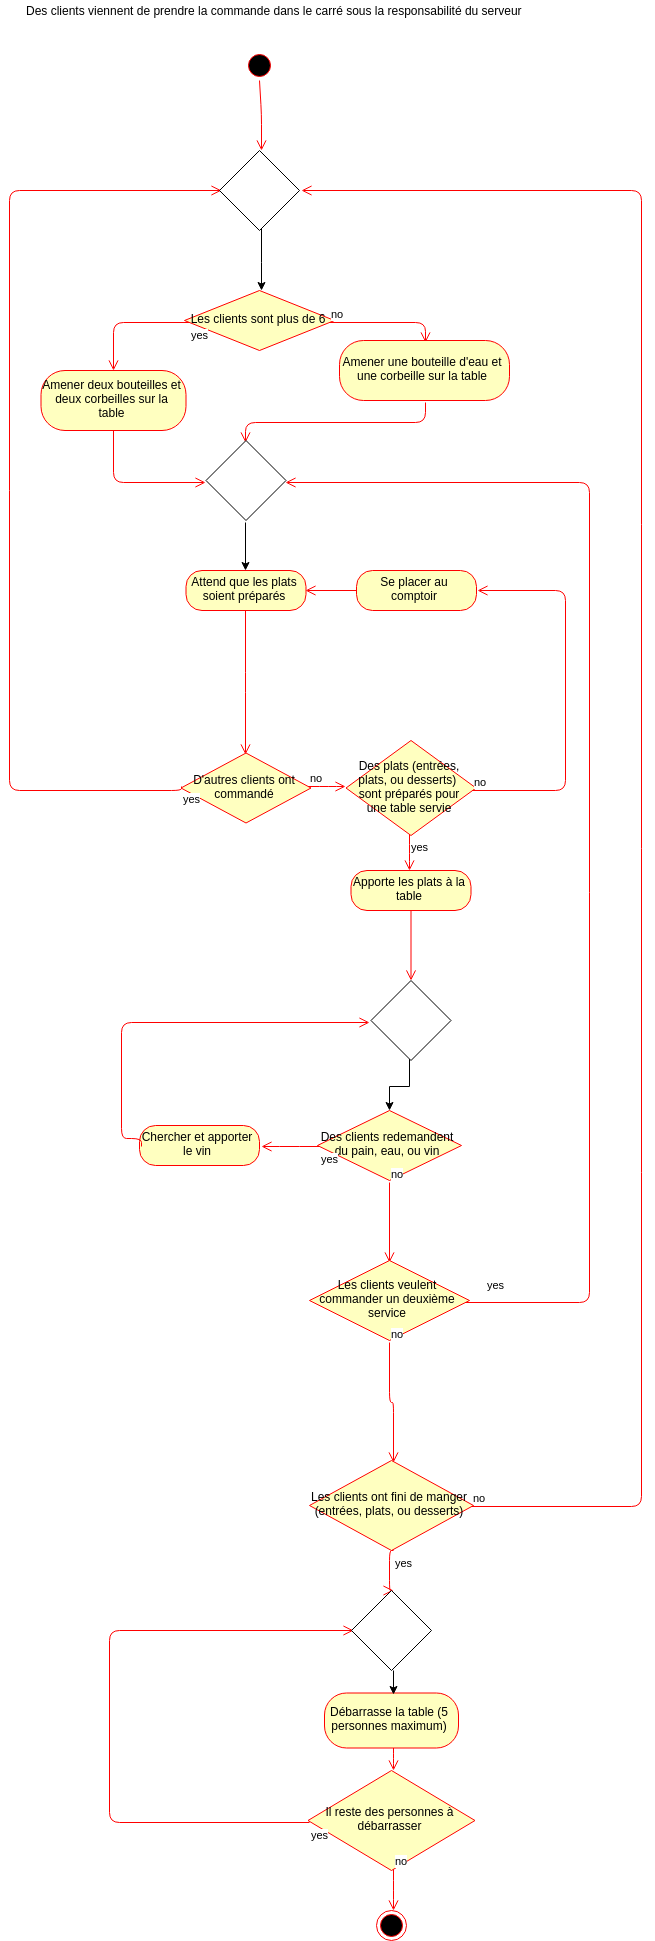 Des clients viennent de prendre la commande dans le carré sous la responsabilité du serveur
Les clients sont plus de 6
no
yes
Amener une bouteille d'eau et
une corbeille sur la table
Amener deux bouteilles et
deux corbeilles sur la
table
Attend que les plats
soient préparés
Se placer au
comptoir
D'autres clients ont
commandé
no
yes
Des plats (entrées,
plats, ou desserts)
sont préparés pour
une table servie
no
yes
Apporte les plats à la
table
Chercher et apporter
le vin
Des clients redemandent
du pain, eau, ou vin
yes
no
Les clients veulent
commander un deuxième
service
yes
no
Les clients ont fini de manger
(entrées, plats, ou desserts)
no
yes
Débarrasse la table (5
personnes maximum)
Il reste des personnes à
débarrasser
yes
no